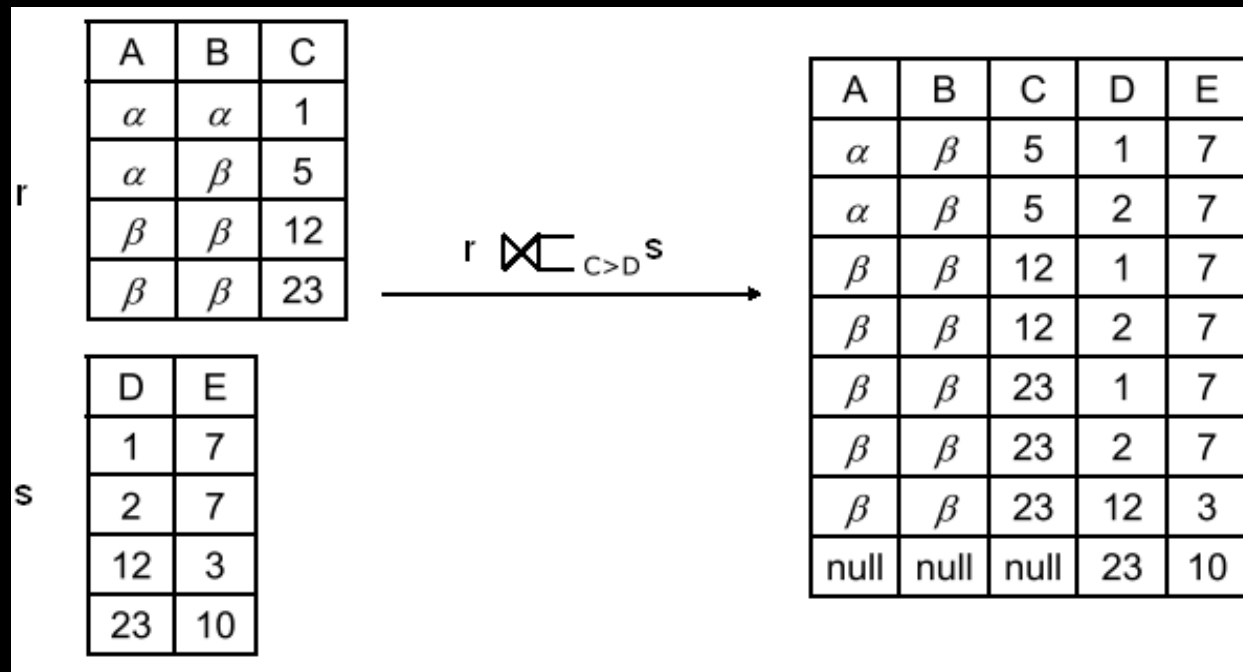 r
A B C
α α 1
α β 5
β β 12
β β 23
s
D E
1 7
2 7
12 3
23 10
r ⟖ C>D s
A B C D E
α β 5 1 7
α β 5 2 7
β β 12 1 7
β β 12 2 7
β β 23 1 7
β β 23 2 7
β β 23 12 3
null null null 23 10